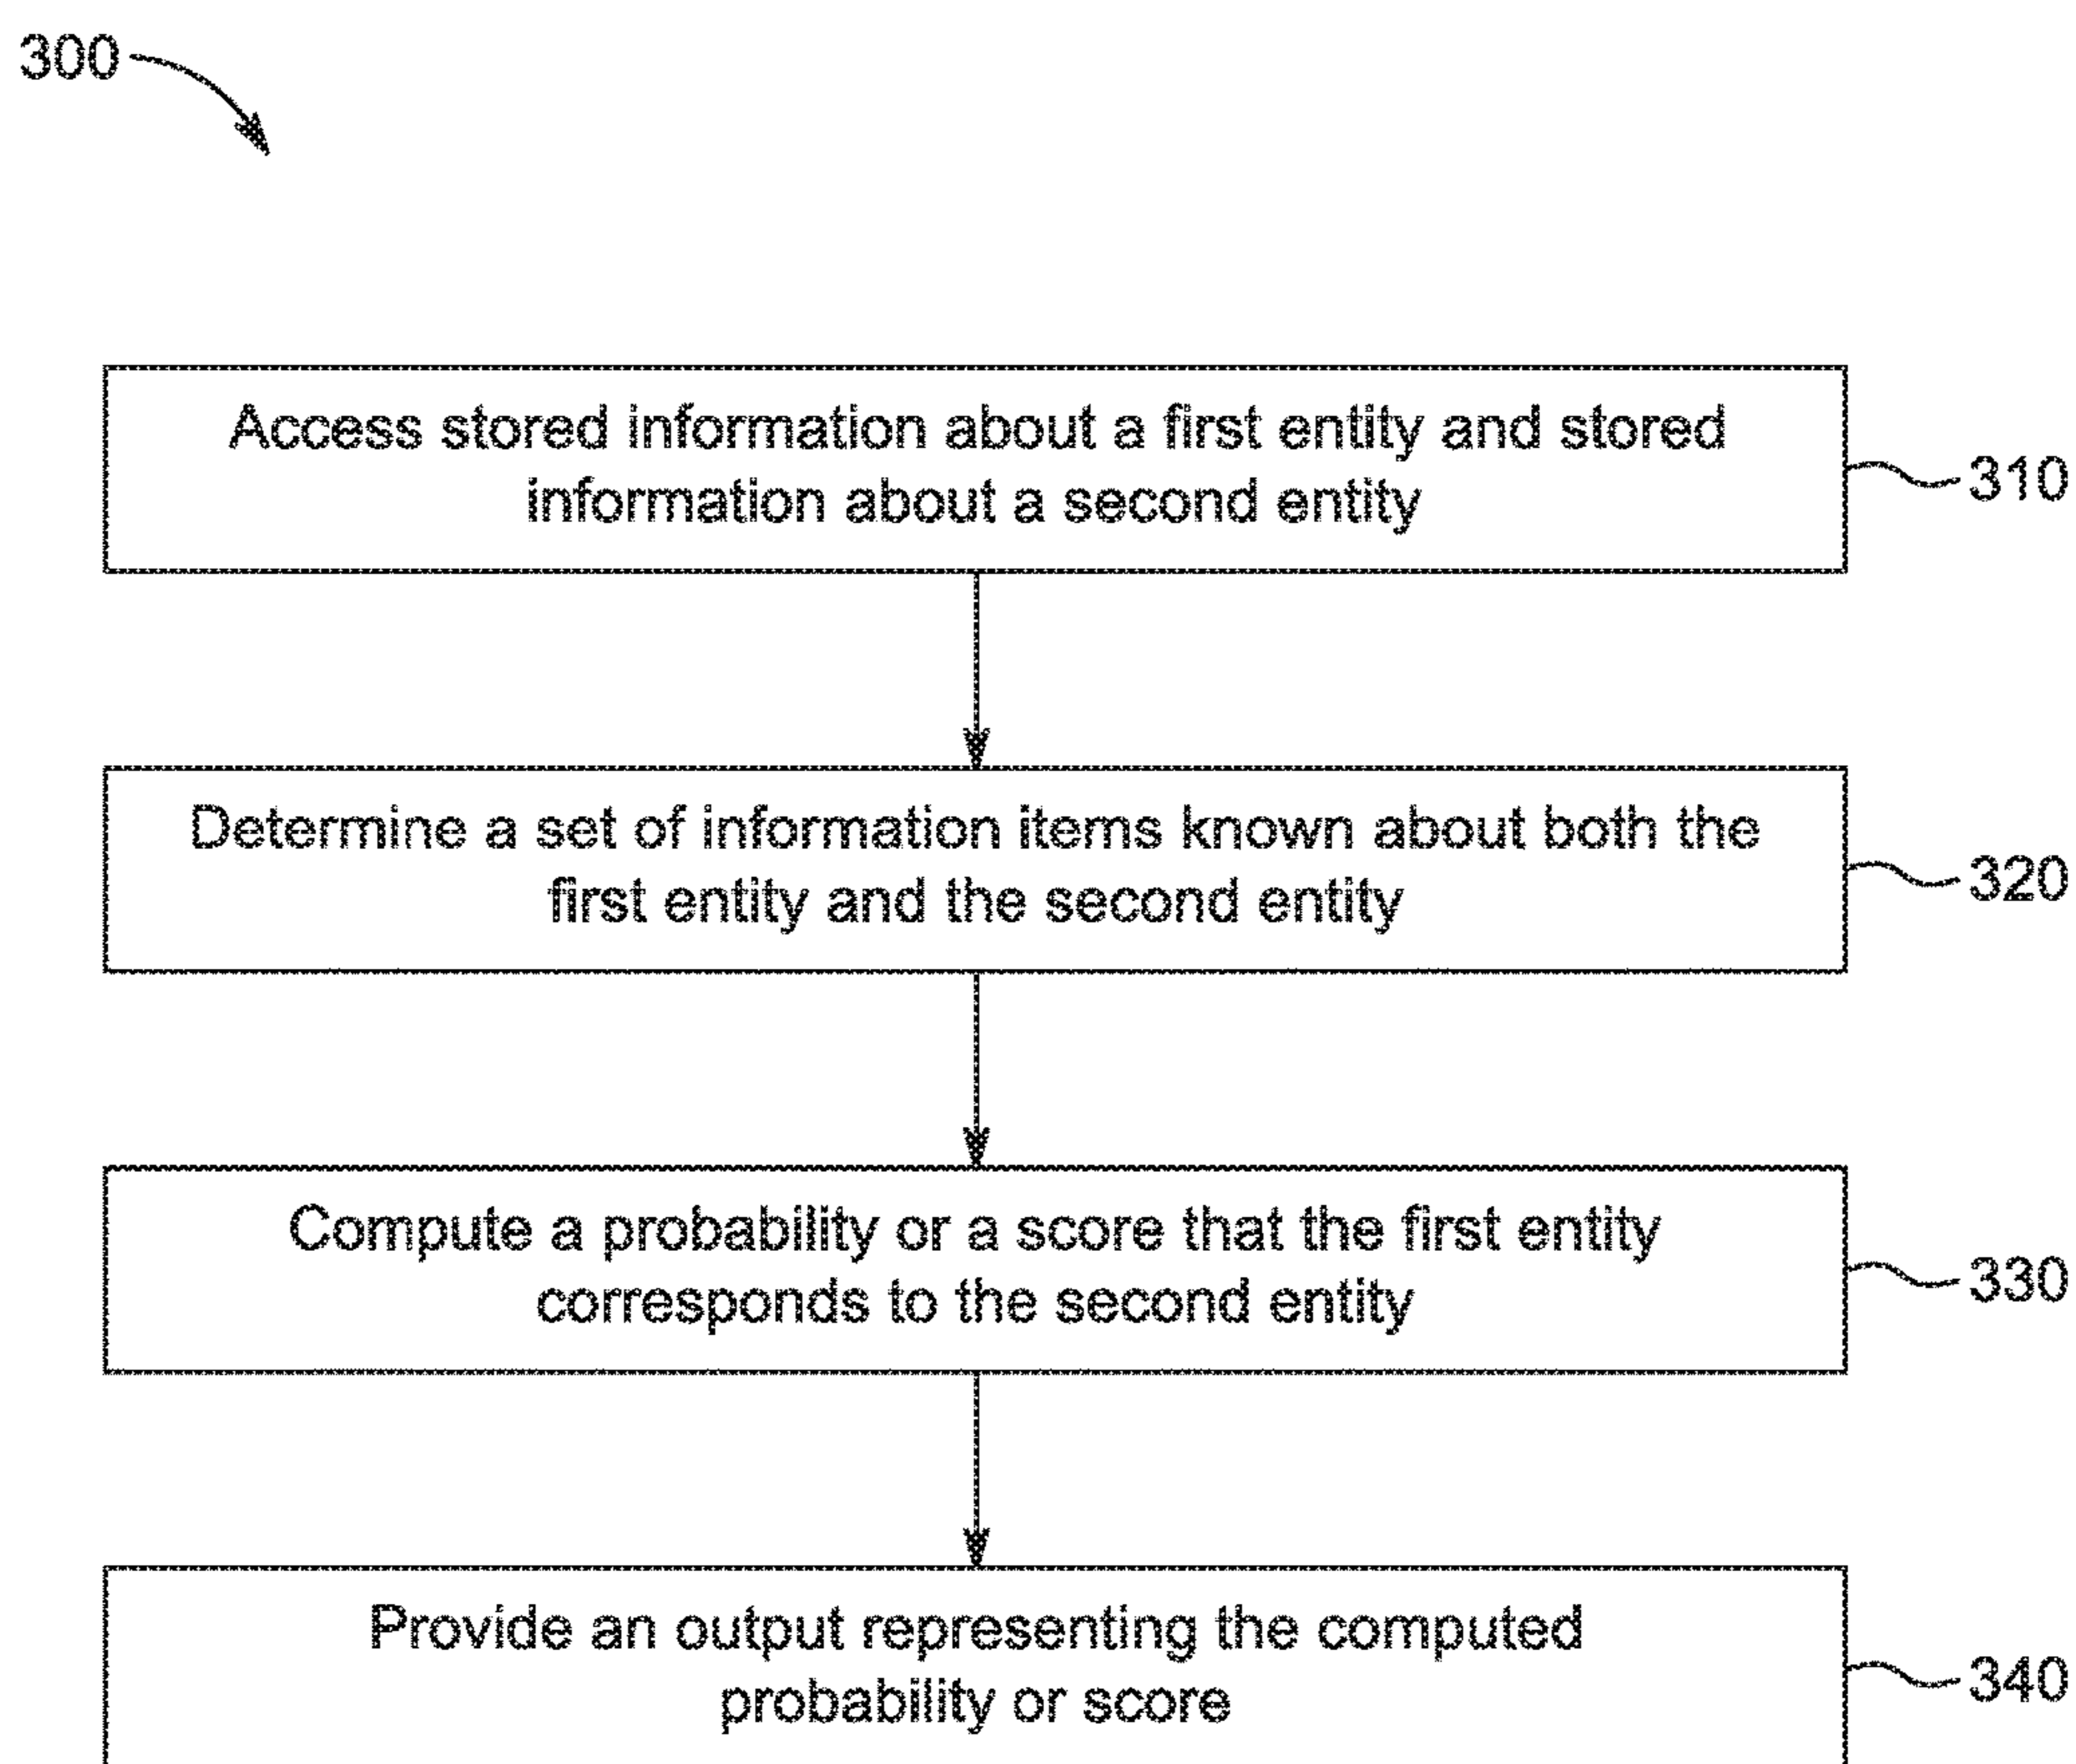 300
Access stored information about a first entity and stored
information about a second entity
310
Determine a set of information items known about both the
first entity and the second entity
320
Compute a probability or a score that the first entity
corresponds to the second entity
330
Provide an output representing the computed
probability or score
340